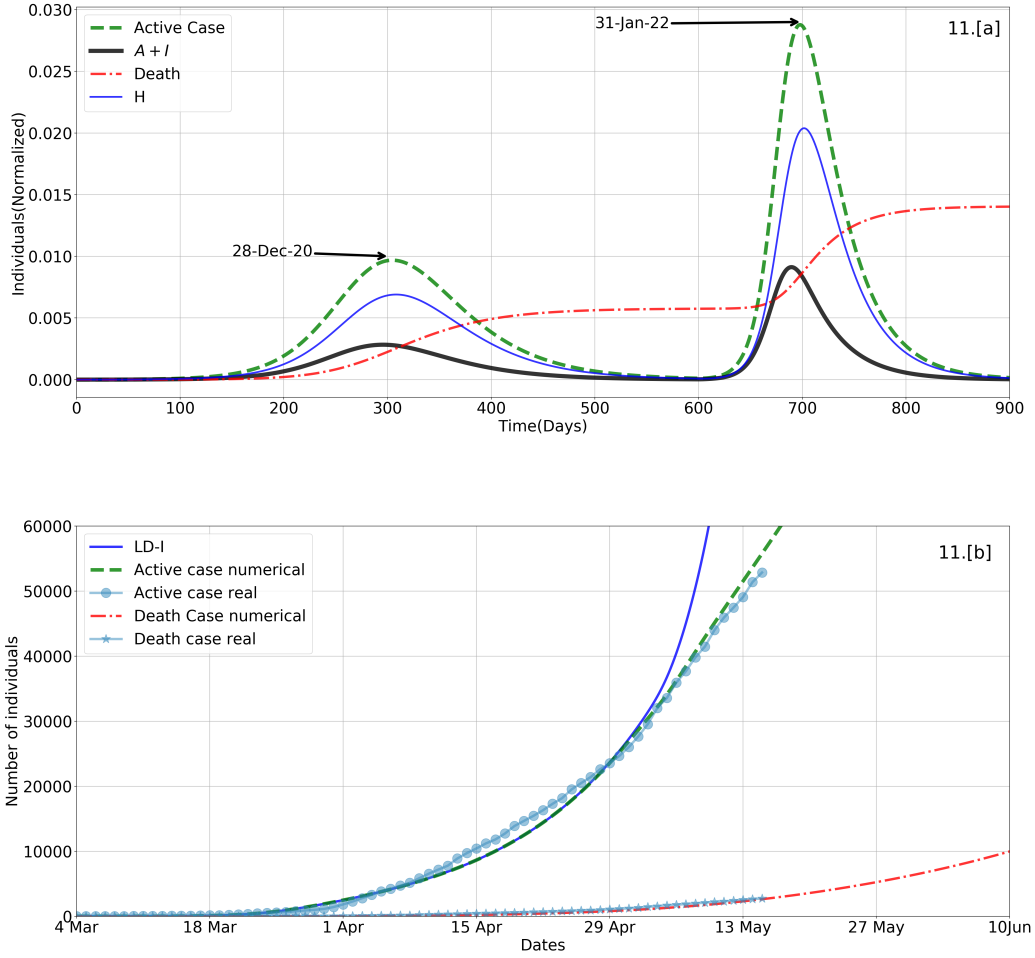 11.[a]
Active Case
A + I
Death
H
31-Jan-22
28-Dec-20
Individuals(Normalized)
0.030
0.025
0.020
0.015
0.010
0.005
0.000
0 100 200 300 400 500 600 700 800 900
Time(Days)
11.[b]
LD-I
Active case numerical
Active case real
Death Case numerical
Death case real
Number of individuals
60000
50000
40000
30000
20000
10000
0
4 Mar 18 Mar 1 Apr 15 Apr 29 Apr 13 May 27 May 10Jun
Dates